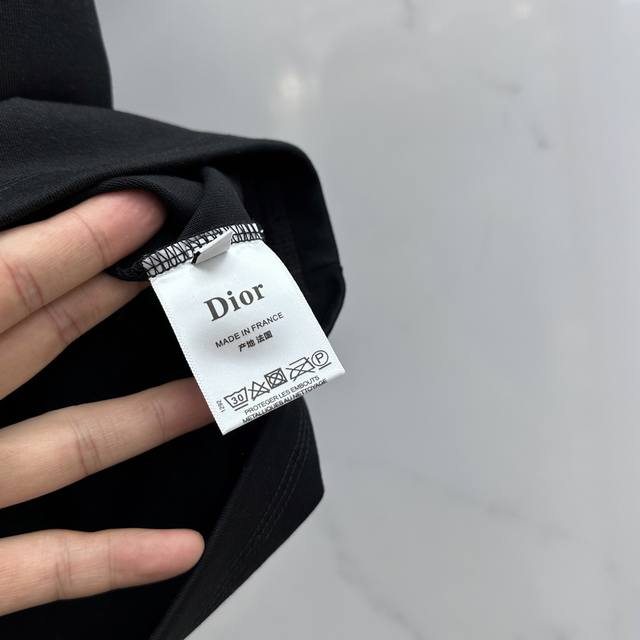 Dior
MADE IN FRANCE
产地 法国
30 P
PROTEGER LES EMBOUTS
METALLIQUES AU NETTOYAGE